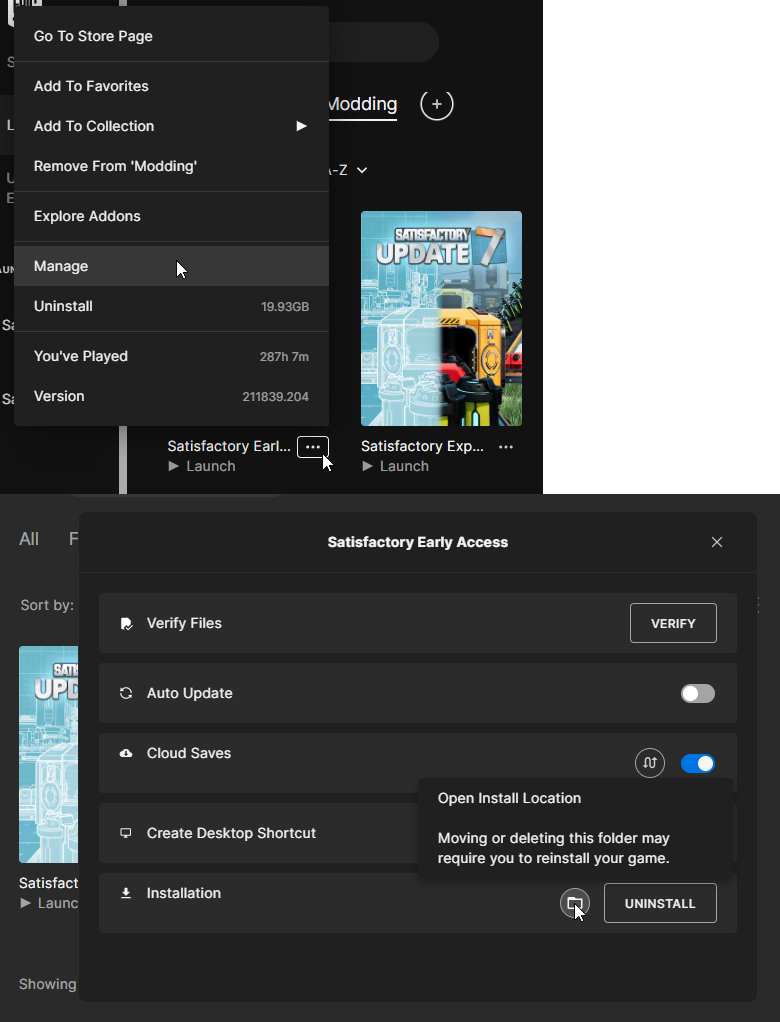 Go To Store Page
Add To Favorites
Add To Collection
Remove From 'Modding'
Explore Addons
Manage
Uninstall 19.93GB
You've Played 287h 7m
Version 211839.204
Modding
A-Z
SATISFACTORY
UPDATE 7
Satisfactory Earl... ...
Launch
Satisfactory Exp... ...
Launch
All F
Sort by:
Satisfactory Early Access
Verify Files VERIFY
Auto Update
Cloud Saves
Open Install Location
Moving or deleting this folder may
require you to reinstall your game.
Create Desktop Shortcut
Installation UNINSTALL
SATI
UPD
Satisfact
Launc
Showing